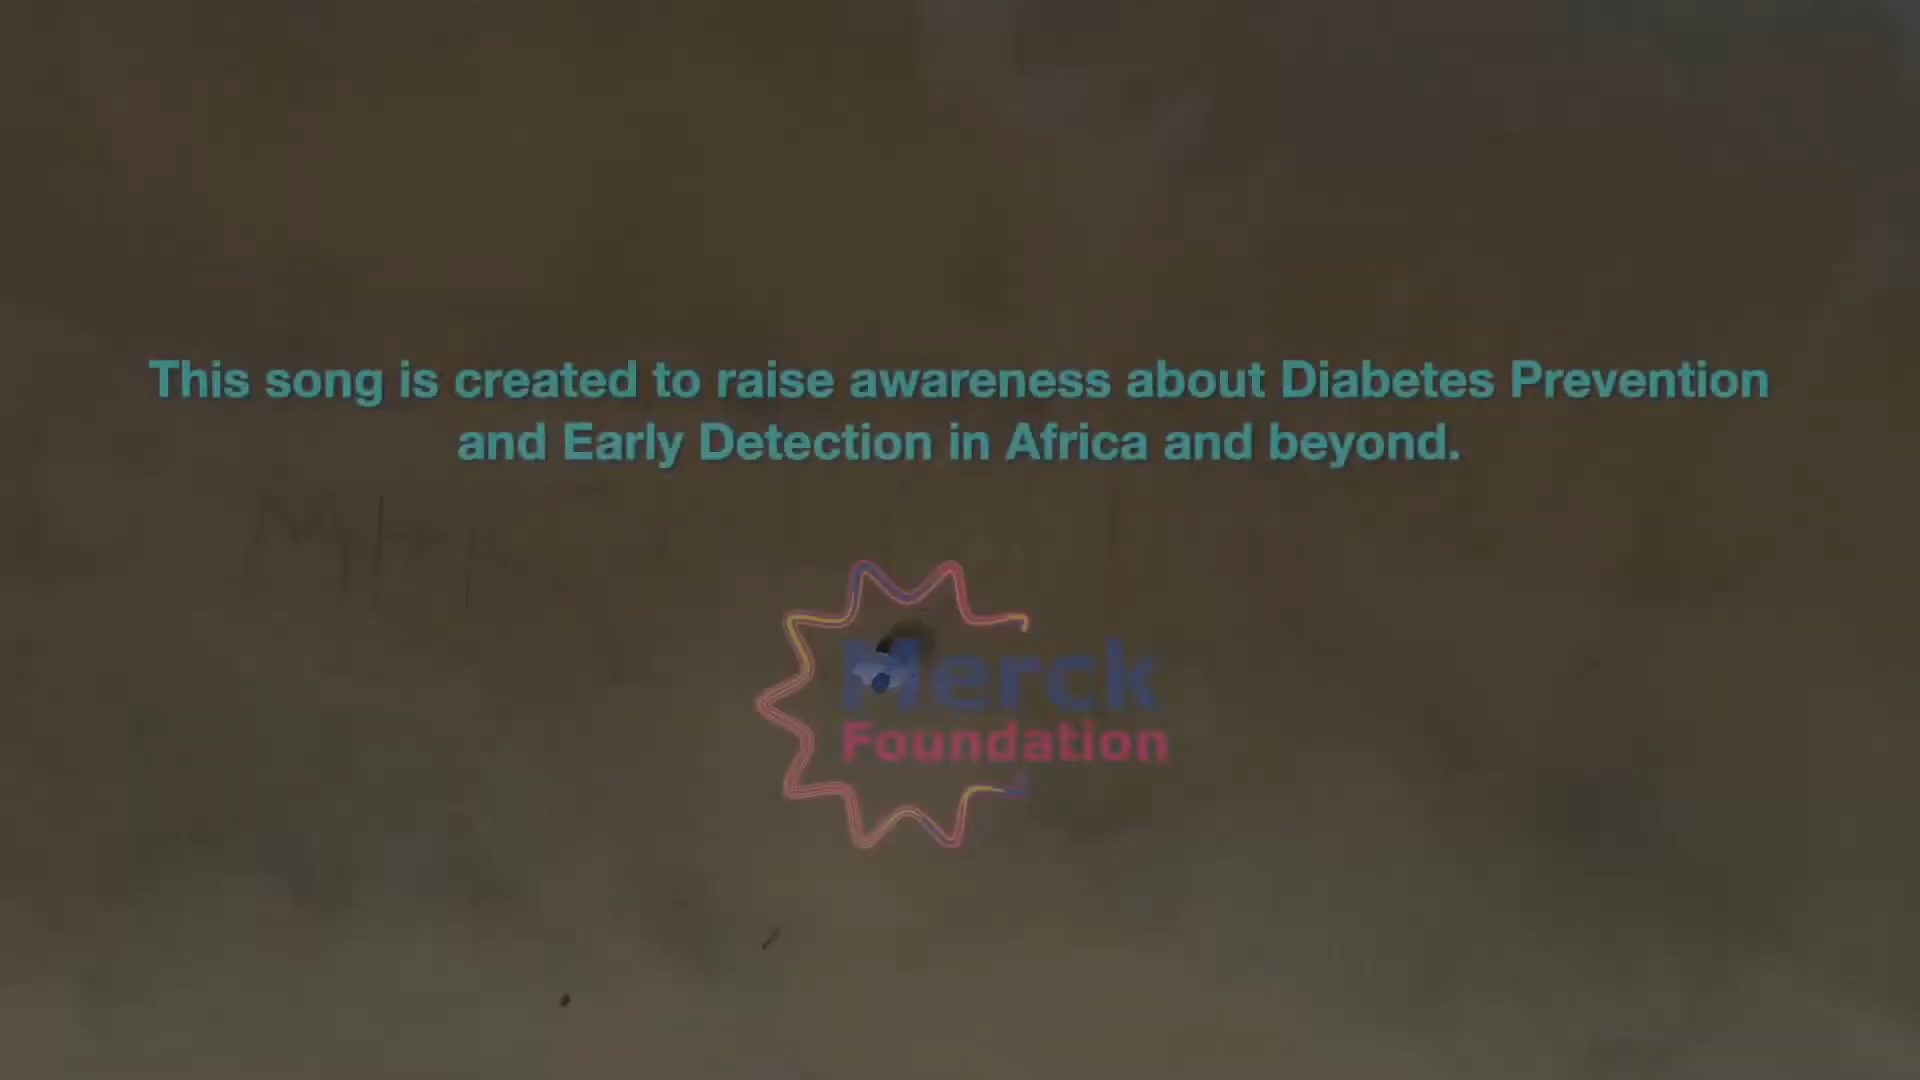 This song is created to raise awareness about Diabetes Prevention
and Early Detection in Africa and beyond.
Merck
Foundation